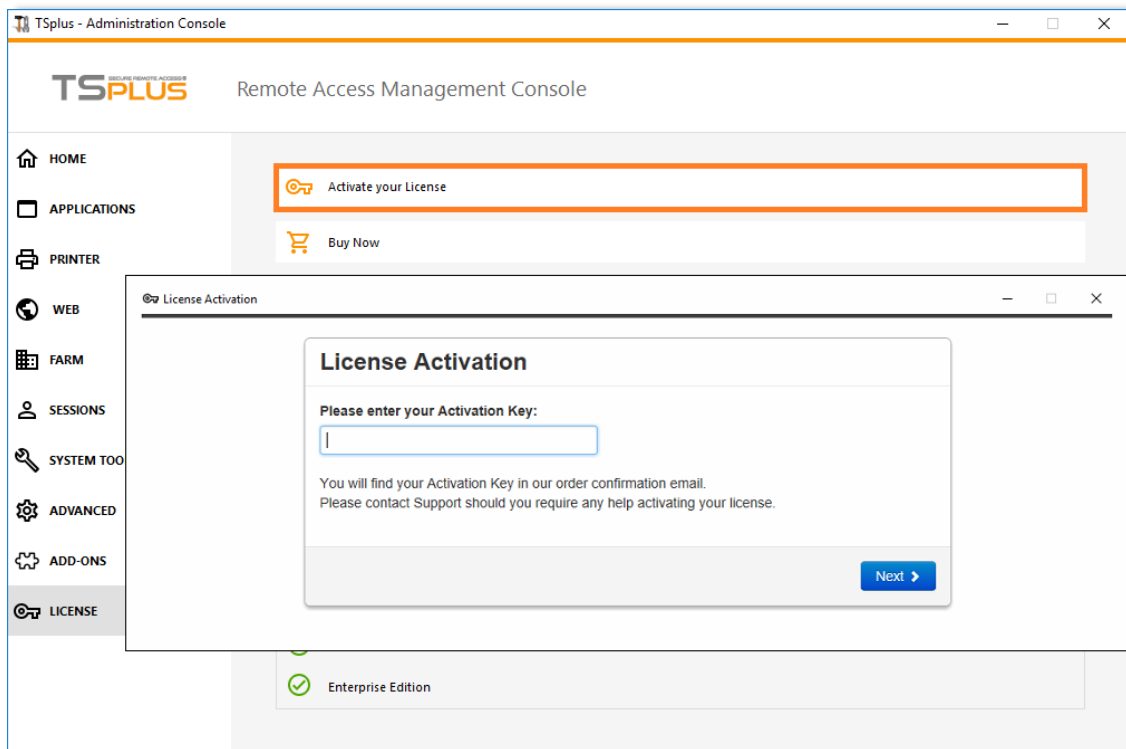 TSplus - Administration Console
TSPLUS
SECURE REMOTE ACCESS
Remote Access Management Console
HOME
APPLICATIONS
PRINTER
WEB
FARM
SESSIONS
SYSTEM TOO
ADVANCED
ADD-ONS
LICENSE
Activate your License
Buy Now
License Activation
License Activation
Please enter your Activation Key:
You will find your Activation Key in our order confirmation email.
Please contact Support should you require any help activating your license.
Next
Enterprise Edition